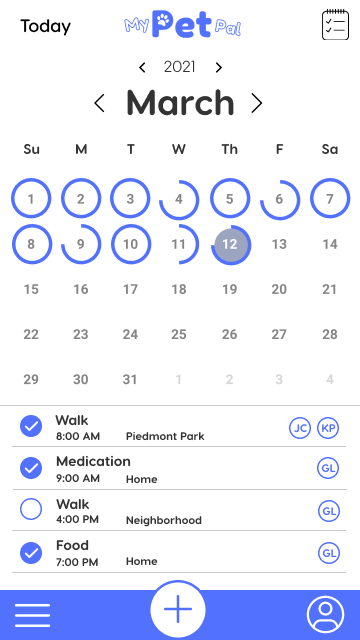 Today
My Pet Pal
2021
March
Su M T W Th F Sa
1 2 3 4 5 6 7
8 9 10 11 12 13 14
15 16 17 18 19 20 21
22 23 24 25 26 27 28
29 30 31 1 2 3 4
Walk
8:00 AM Piedmont Park JC KP
Medication
9:00 AM Home GL
Walk
4:00 PM Neighborhood GL
Food
7:00 PM Home GL